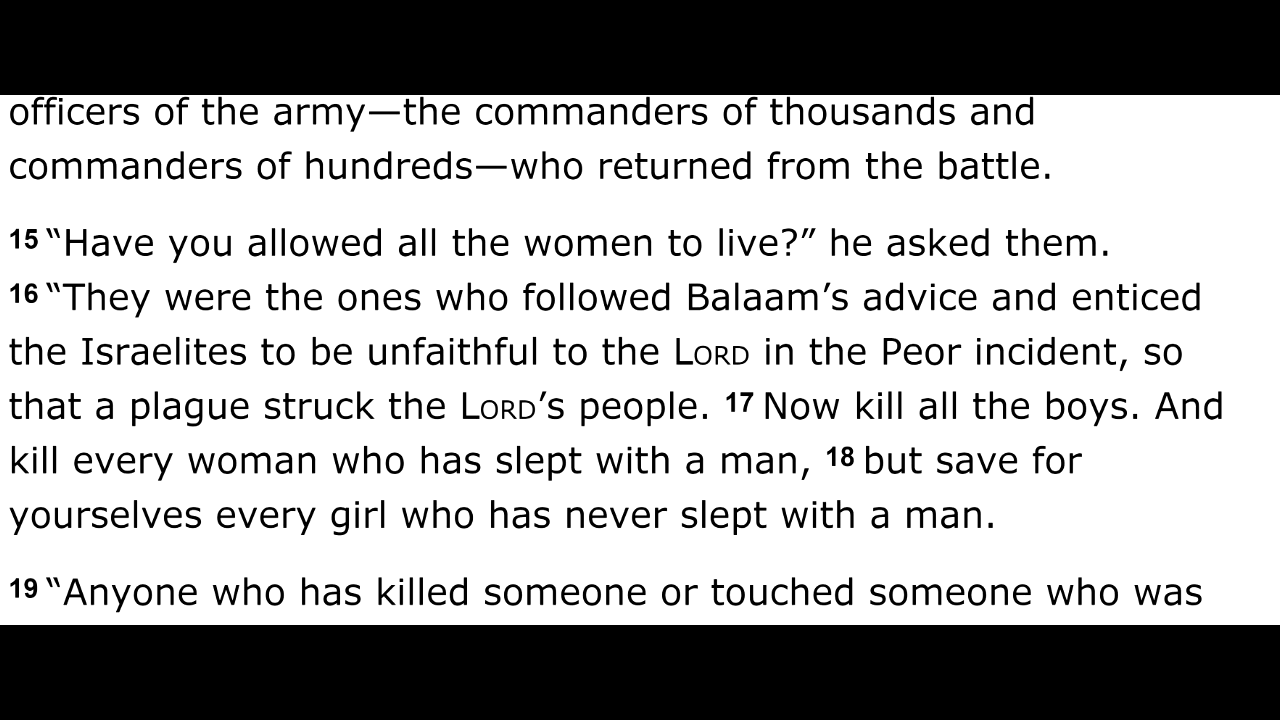 officers of the army—the commanders of thousands and
commanders of hundreds—who returned from the battle.
15 “Have you allowed all the women to live?” he asked them.
16 “They were the ones who followed Balaam’s advice and enticed
the Israelites to be unfaithful to the LORD in the Peor incident, so
that a plague struck the LORD’s people. 17 Now kill all the boys. And
kill every woman who has slept with a man, 18 but save for
yourselves every girl who has never slept with a man.
19 “Anyone who has killed someone or touched someone who was